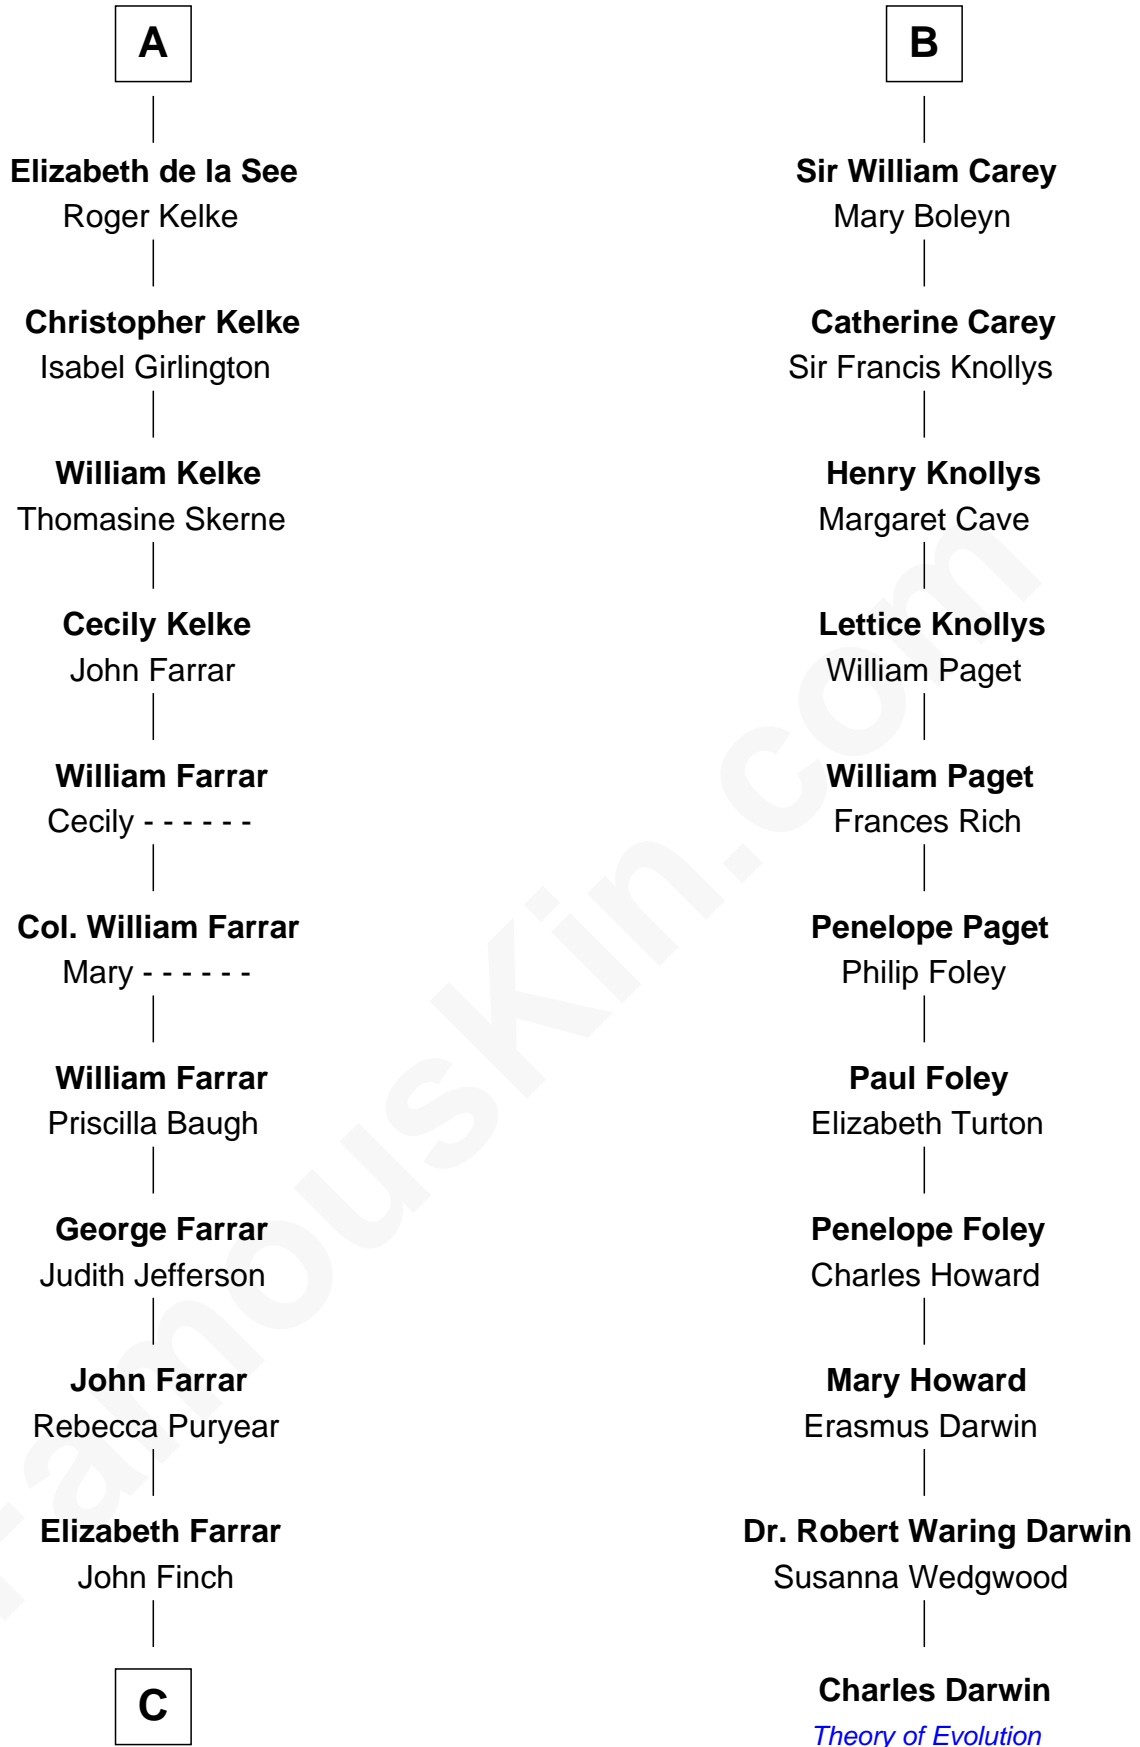 A
Elizabeth de la See
Roger Kelke
Christopher Kelke
Isabel Girlington
William Kelke
Thomasine Skerne
Cecily Kelke
John Farrar
William Farrar
Cecily - - - - - -
Col. William Farrar
Mary - - - - - -
William Farrar
Priscilla Baugh
George Farrar
Judith Jefferson
John Farrar
Rebecca Puryear
Elizabeth Farrar
John Finch
C
B
Sir William Carey
Mary Boleyn
Catherine Carey
Sir Francis Knollys
Henry Knollys
Margaret Cave
Lettice Knollys
William Paget
William Paget
Frances Rich
Penelope Paget
Philip Foley
Paul Foley
Elizabeth Turton
Penelope Foley
Charles Howard
Mary Howard
Erasmus Darwin
Dr. Robert Waring Darwin
Susanna Wedgwood
Charles Darwin
Theory of Evolution
FamousKin.com